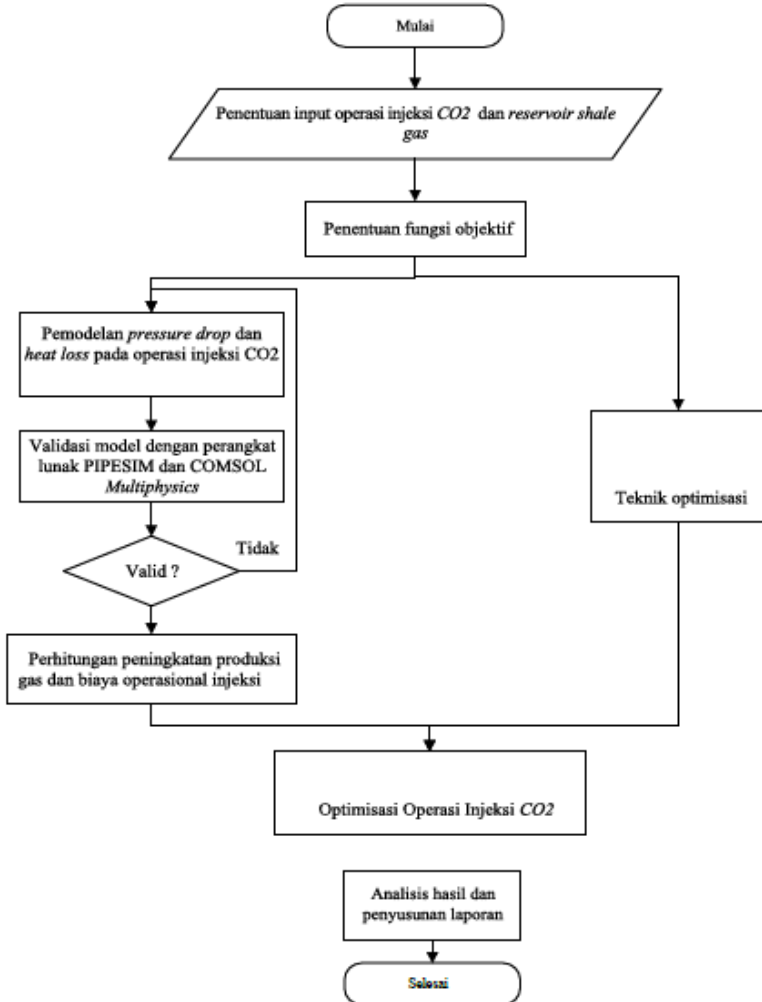 Mulai
Penentuan input operasi injeksi CO2 dan reservoir shale
gas
Penentuan fungsi objektif
Pemodelan pressure drop dan
heat loss pada operasi injeksi CO2
Validasi model dengan perangkat
lunak PIPESIM dan COMSOL
Multiphysics
Tidak
Valid ?
Teknik optimisasi
Perhitungan peningkatan produksi
gas dan biaya operasional injeksi
Optimisasi Operasi Injeksi CO2
Analisis hasil dan
penyusunan laporan
Selesai